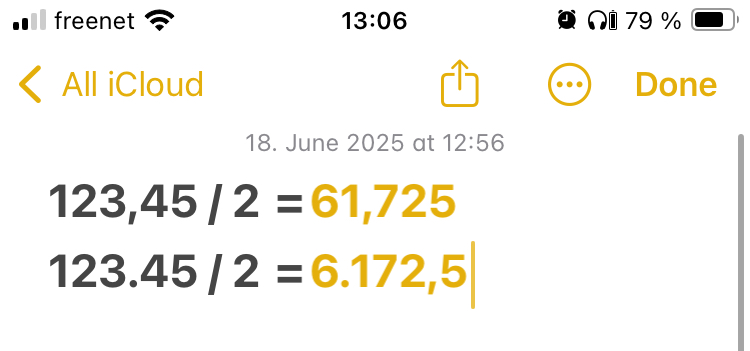 freenet 13:06 79 %
All iCloud Done
18. June 2025 at 12:56
123,45 / 2 = 61,725
123.45 / 2 = 6.172,5